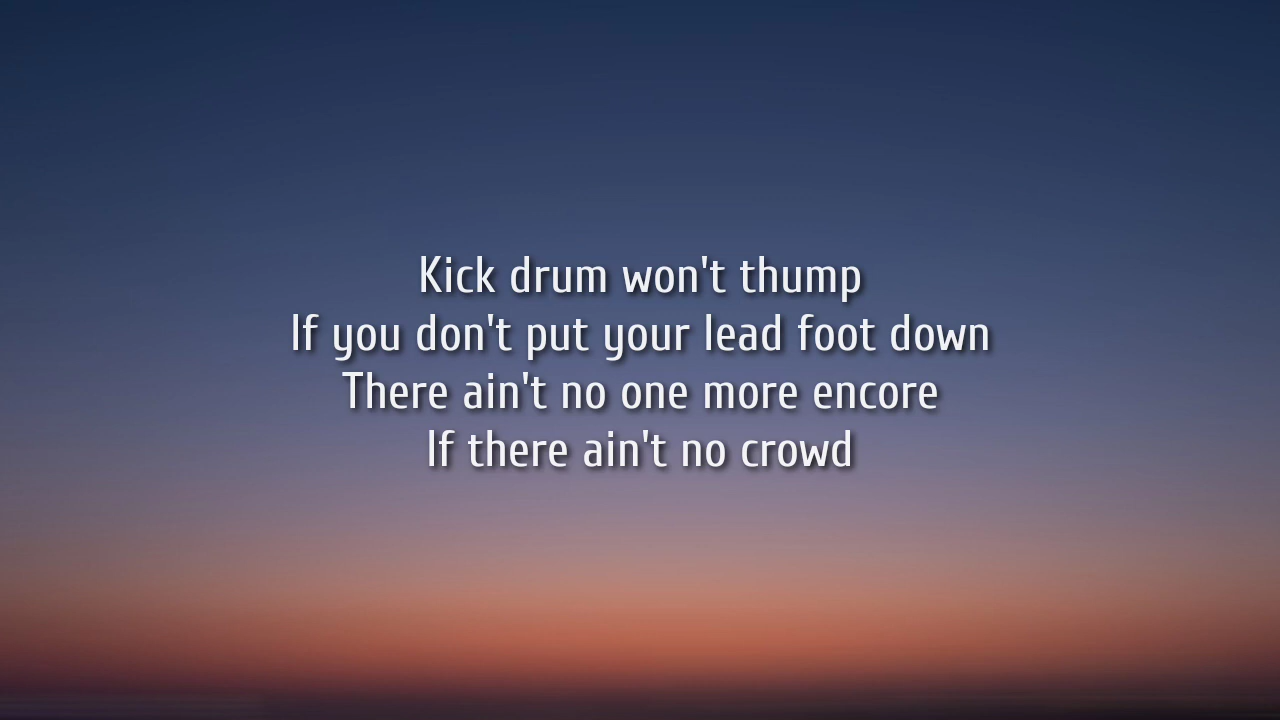 Kick drum won't thump
If you don't put your lead foot down
There ain't no one more encore
If there ain't no crowd